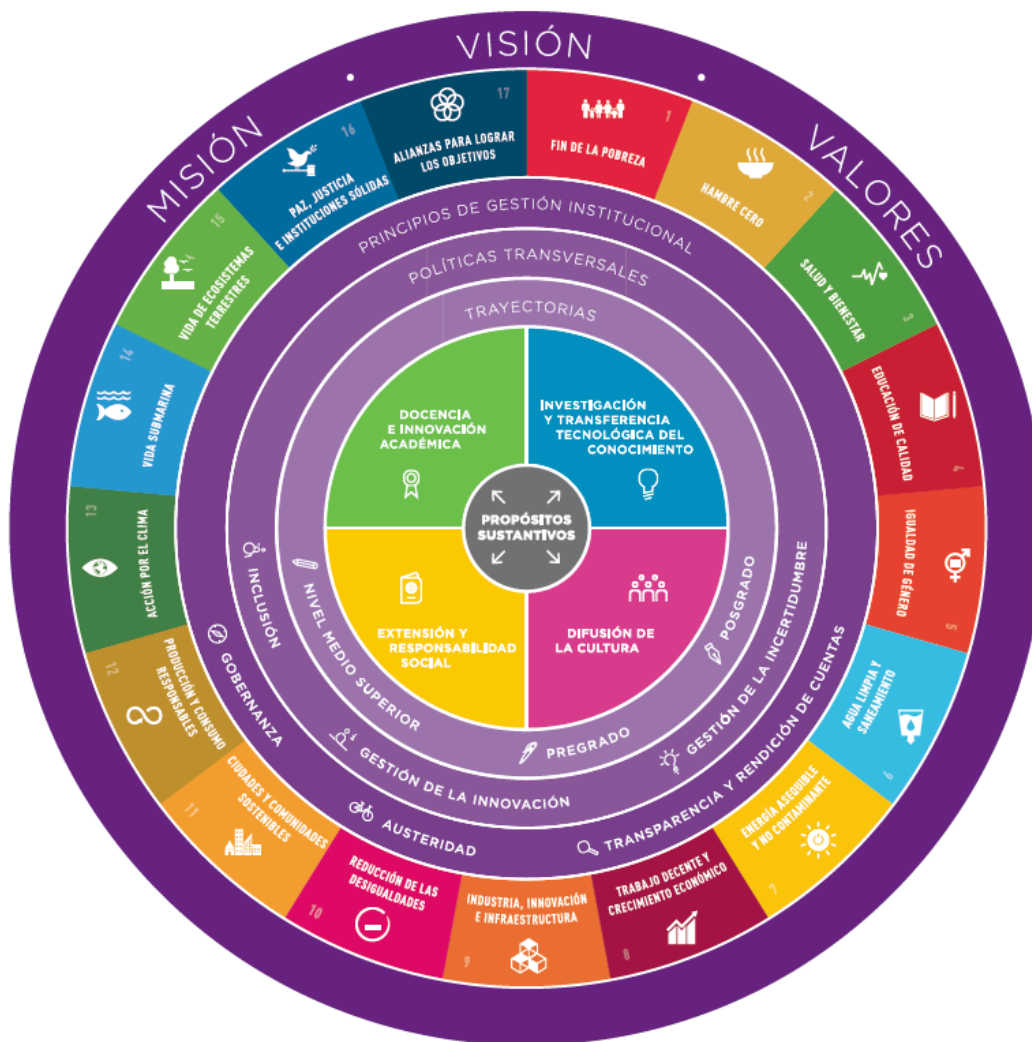 MISIÓN
VISIÓN
VALORES
1
FIN DE LA POBREZA
2
HAMBRE CERO
3
SALUD Y BIENESTAR
4
EDUCACIÓN DE CALIDAD
5
IGUALDAD DE GÉNERO
6
AGUA LIMPIA Y
SANEAMIENTO
7
ENERGÍA ASEQUIBLE
Y NO CONTAMINANTE
8
TRABAJO DECENTE Y
CRECIMIENTO ECONÓMICO
9
INDUSTRIA, INNOVACIÓN
E INFRAESTRUCTURA
10
REDUCCIÓN DE LAS
DESIGUALDADES
11
CIUDADES Y COMUNIDADES
SOSTENIBLES
12
PRODUCCIÓN Y CONSUMO
RESPONSABLES
13
ACCIÓN POR EL CLIMA
14
VIDA SUBMARINA
15
VIDA DE ECOSISTEMAS
TERRESTRES
16
PAZ, JUSTICIA
E INSTITUCIONES SÓLIDAS
17
ALIANZAS PARA LOGRAR
LOS OBJETIVOS
PRINCIPIOS DE GESTIÓN INSTITUCIONAL
GOBERNANZA
AUSTERIDAD
TRANSPARENCIA Y RENDICIÓN DE CUENTAS
POLÍTICAS TRANSVERSALES
INCLUSIÓN
GESTIÓN DE LA INNOVACIÓN
GESTIÓN DE LA INCERTIDUMBRE
TRAYECTORIAS
NIVEL MEDIO SUPERIOR
PREGRADO
POSGRADO
DOCENCIA
E INNOVACIÓN
ACADÉMICA
INVESTIGACIÓN
Y TRANSFERENCIA
TECNOLÓGICA DEL
CONOCIMIENTO
PROPÓSITOS
SUSTANTIVOS
EXTENSIÓN Y
RESPONSABILIDAD
SOCIAL
DIFUSIÓN DE
LA CULTURA